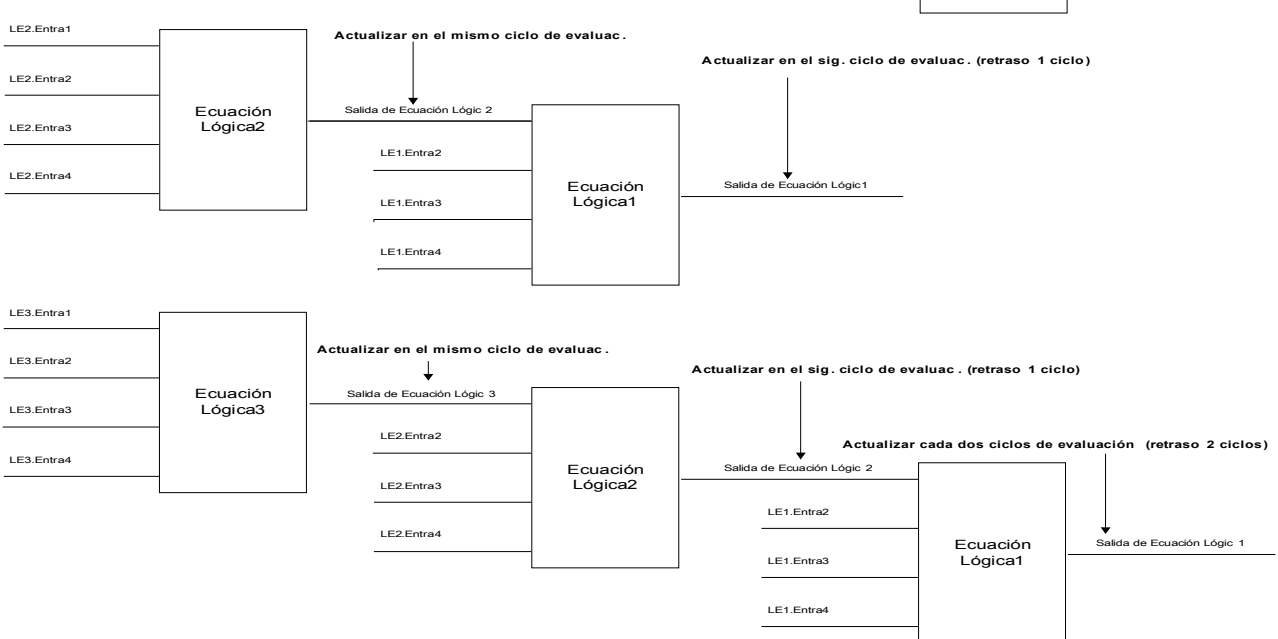 LE2.Entra1
LE2.Entra2
LE2.Entra3
LE2.Entra4
Ecuación
Lógica2
Actualizar en el mismo ciclo de evaluac.
Salida de Ecuación Lógic 2
LE1.Entra2
LE1.Entra3
LE1.Entra4
Ecuación
Lógica1
Actualizar en el sig. ciclo de evaluac. (retraso 1 ciclo)
Salida de Ecuación Lógic1
LE3.Entra1
LE3.Entra2
LE3.Entra3
LE3.Entra4
Ecuación
Lógica3
Actualizar en el mismo ciclo de evaluac.
Salida de Ecuación Lógic 3
LE2.Entra2
LE2.Entra3
LE2.Entra4
Ecuación
Lógica2
Actualizar en el sig. ciclo de evaluac. (retraso 1 ciclo)
Salida de Ecuación Lógic 2
LE1.Entra2
LE1.Entra3
LE1.Entra4
Ecuación
Lógica1
Actualizar cada dos ciclos de evaluación (retraso 2 ciclos)
Salida de Ecuación Lógic 1